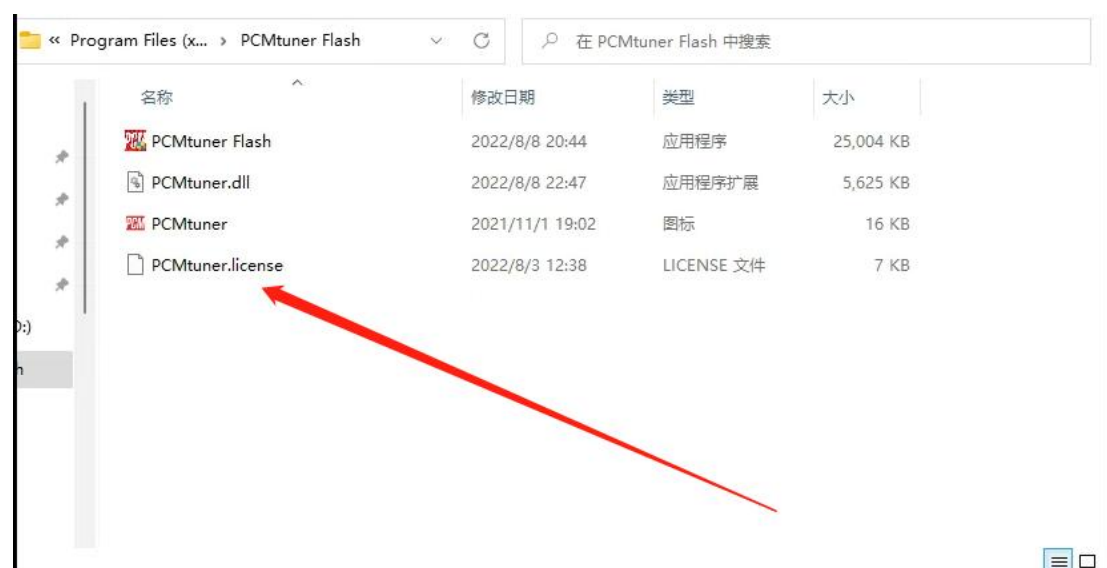 « Program Files (x... › PCMtuner Flash
在 PCMtuner Flash 中搜索
名称 修改日期 类型 大小
PCMtuner Flash 2022/8/8 20:44 应用程序 25,004 KB
PCMtuner.dll 2022/8/8 22:47 应用程序扩展 5,625 KB
PCMtuner 2021/11/1 19:02 图标 16 KB
PCMtuner.license 2022/8/3 12:38 LICENSE 文件 7 KB
:)
h